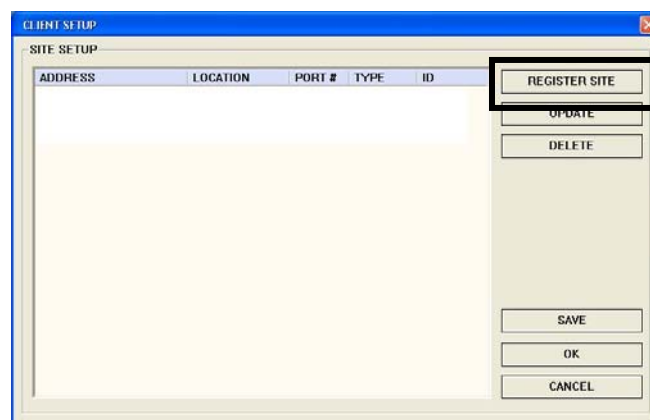 CLIENT SETUP
SITE SETUP
ADDRESS LOCATION PORT # TYPE ID
REGISTER SITE
UPDATE
DELETE
SAVE
OK
CANCEL